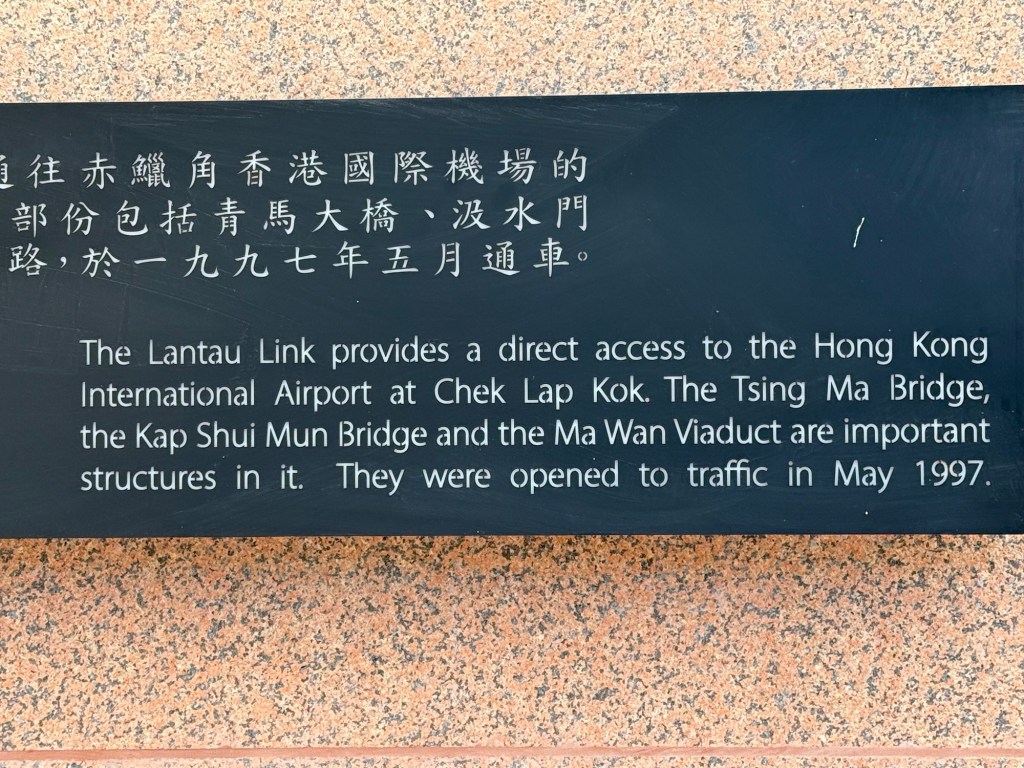 通往赤鱲角香港國際機場的
部份包括青馬大橋、汲水門
路，於一九九七年五月通車。
The Lantau Link provides a direct access to the Hong Kong
International Airport at Chek Lap Kok. The Tsing Ma Bridge,
the Kap Shui Mun Bridge and the Ma Wan Viaduct are important
structures in it. They were opened to traffic in May 1997.